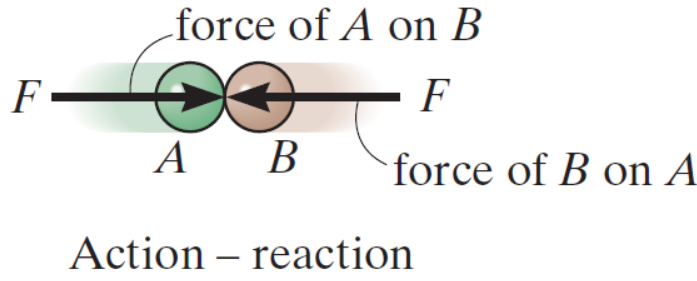 force of A on B
F
F
A
B
force of B on A
Action – reaction